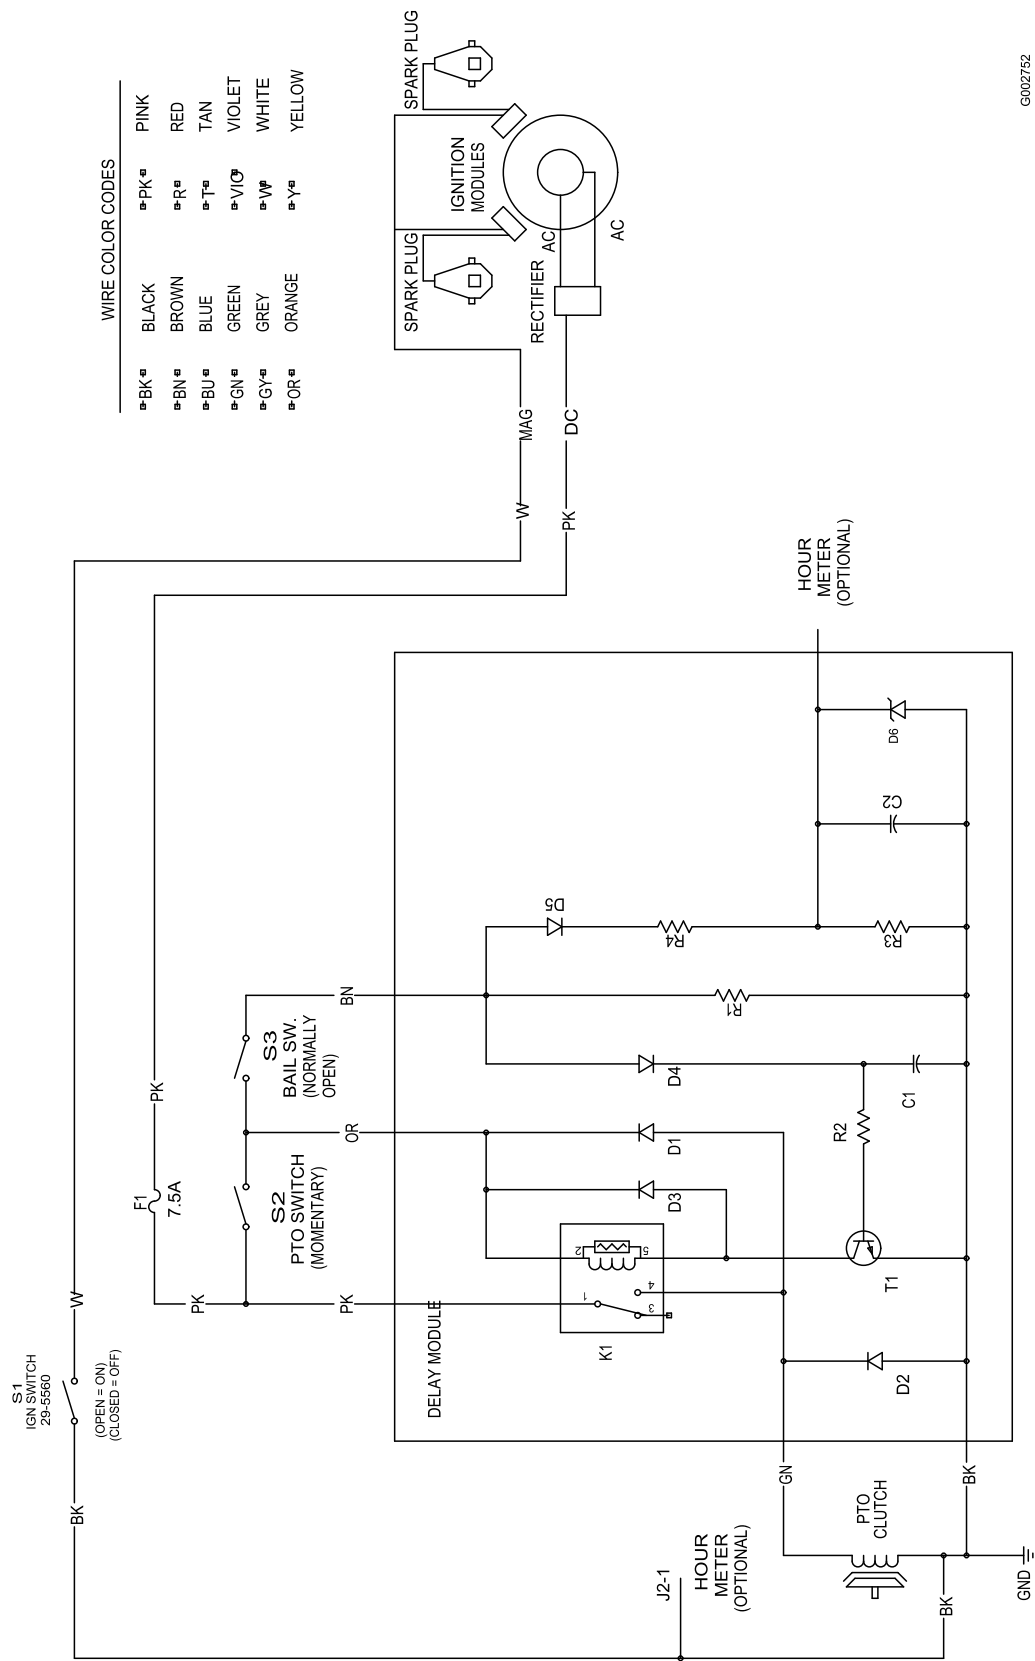 G002752
WIRE COLOR CODES
BK BLACK
BN BROWN
BU BLUE
GN GREEN
GY GREY
OR ORANGE
PK PINK
R RED
T TAN
VIO VIOLET
W WHITE
Y YELLOW
SPARK PLUG
SPARK PLUG
IGNITION
MODULES
AC
AC
RECTIFIER
MAG
DC
W
PK
HOUR
METER
(OPTIONAL)
PK
F1
7.5A
PK
PK
W
S1
IGN SWITCH
29-5560
(OPEN = ON)
(CLOSED = OFF)
BK
BN
S3
BAIL SW.
(NORMALLY
OPEN)
OR
S2
PTO SWITCH
(MOMENTARY)
DELAY MODULE
K1
1
2
3
4
5
D3
D1
D4
D5
R4
R1
R3
C2
D6
C1
R2
T1
D2
GN
BK
PTO
CLUTCH
BK
GND
J2-1
HOUR
METER
(OPTIONAL)